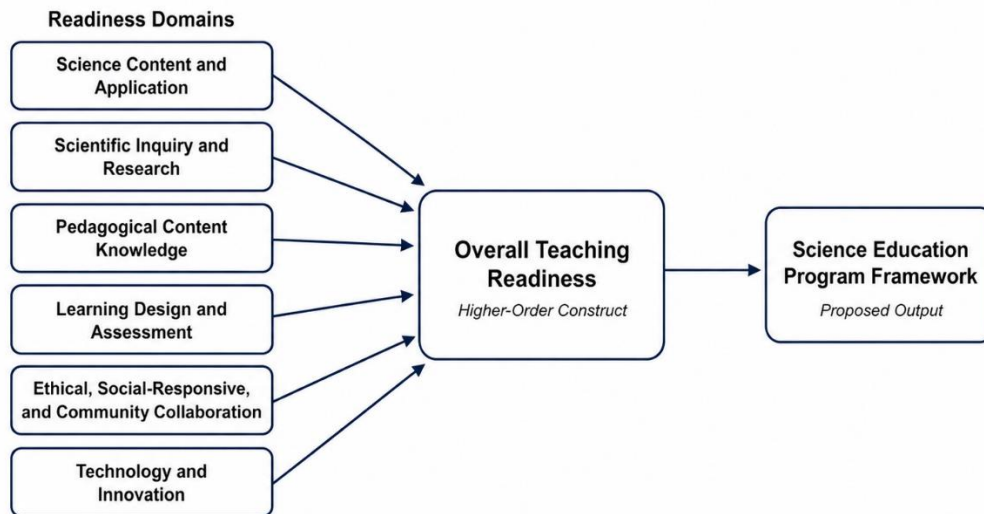 Readiness Domains
Science Content and
Application
Scientific Inquiry and
Research
Pedagogical Content
Knowledge
Learning Design and
Assessment
Ethical, Social-Responsive,
and Community Collaboration
Technology and
Innovation
Overall Teaching
Readiness
Higher-Order Construct
Science Education
Program Framework
Proposed Output